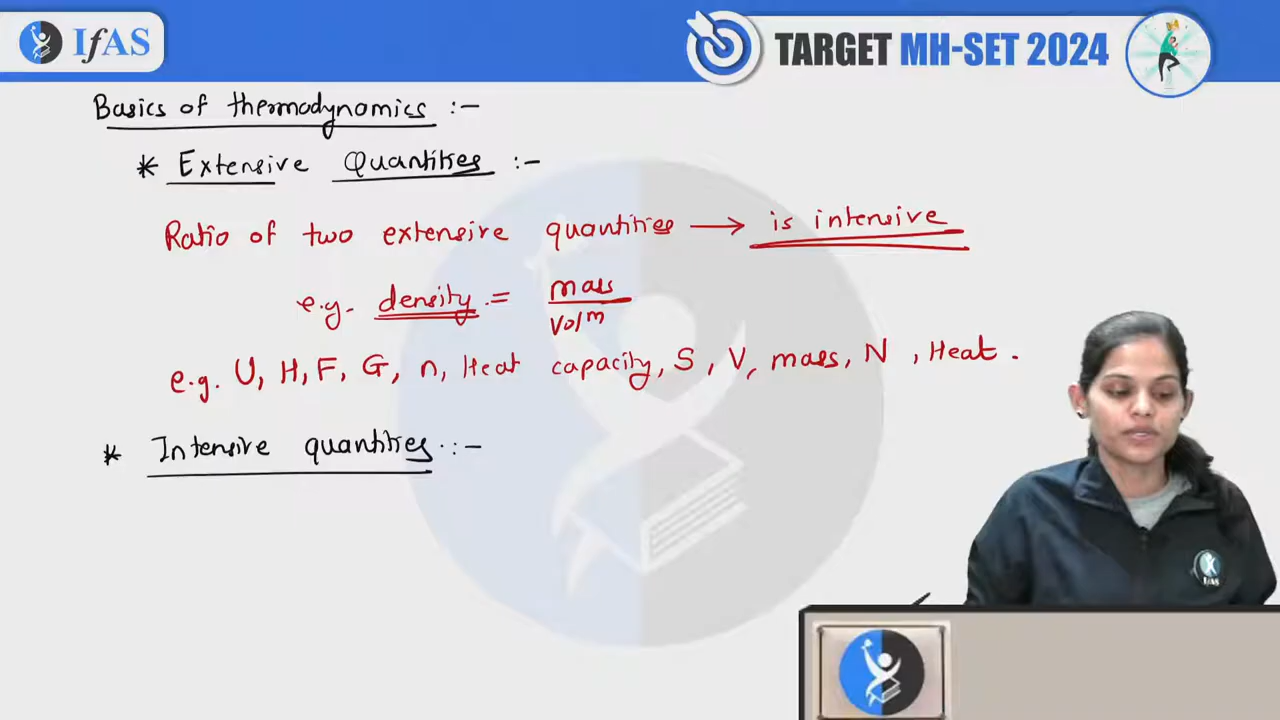 IfAS
TARGET MH-SET 2024
Basics of thermodynamics :-
* Extensive Quantities :-
Ratio of two extensive quantities → is intensive
e.g. density = mass
Vol^m
e.g. U, H, F, G, n, Heat capacity, S, V, mass, N, Heat.
* Intensive quantities :-
IFAS